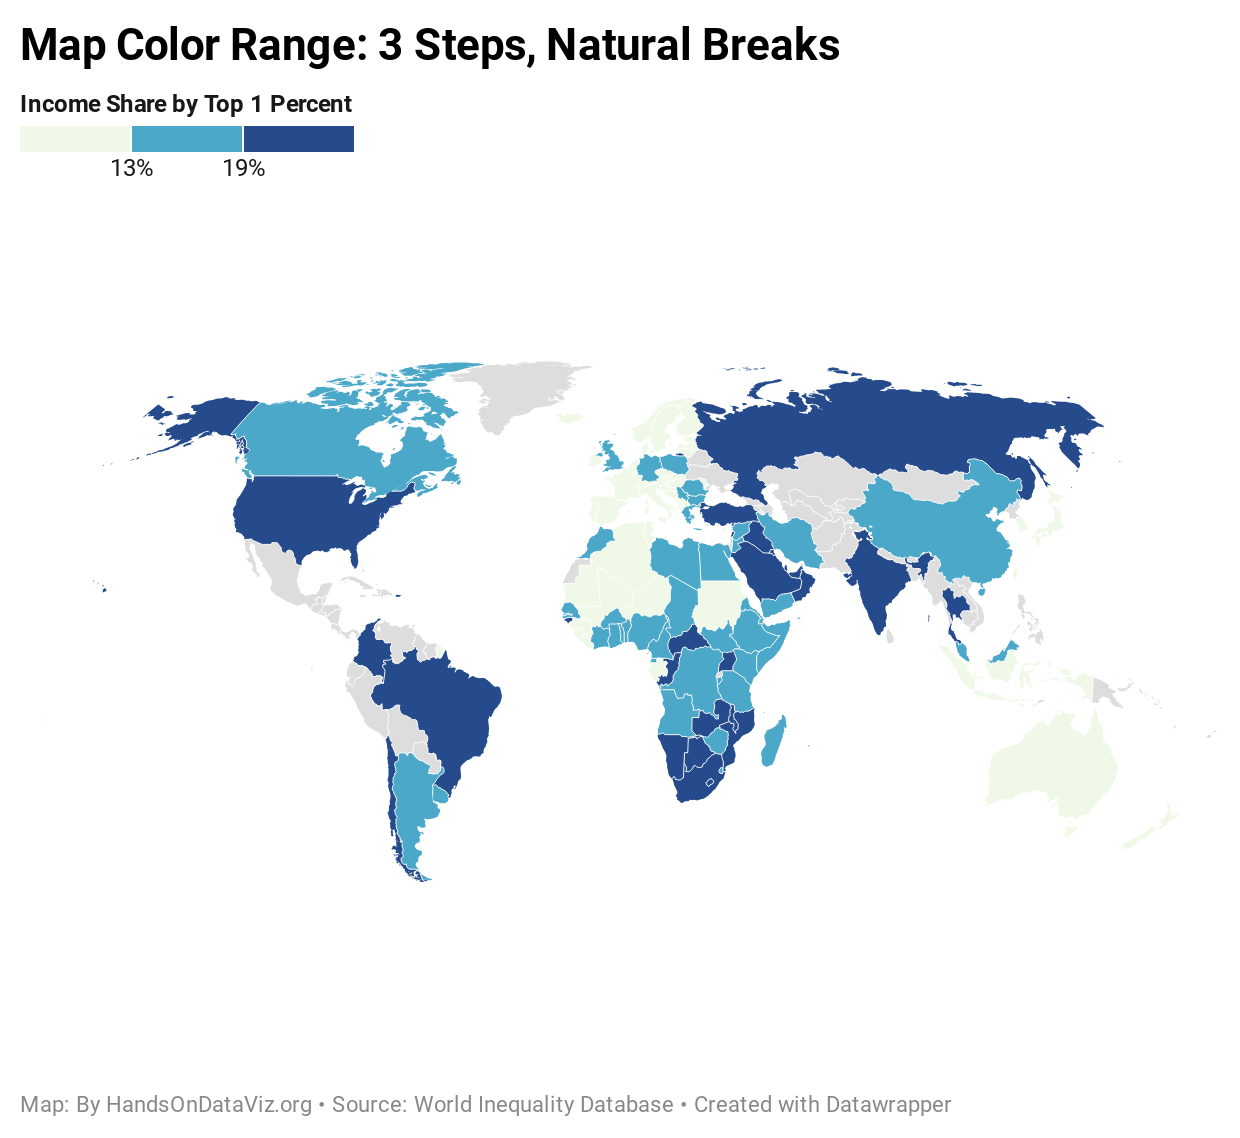 Map Color Range: 3 Steps, Natural Breaks
Income Share by Top 1 Percent
13% 19%
Map: By HandsOnDataViz.org • Source: World Inequality Database • Created with Datawrapper